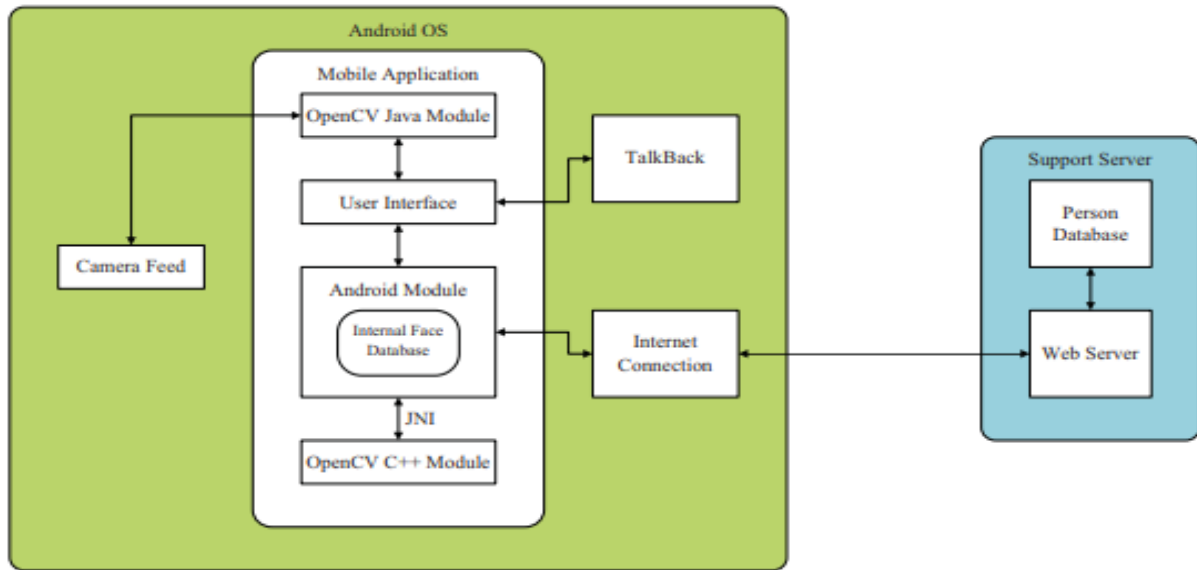 Android OS
Mobile Application
OpenCV Java Module
User Interface
Android Module
Internal Face
Database
JNI
OpenCV C++ Module
Camera Feed
TalkBack
Internet
Connection
Support Server
Person
Database
Web Server